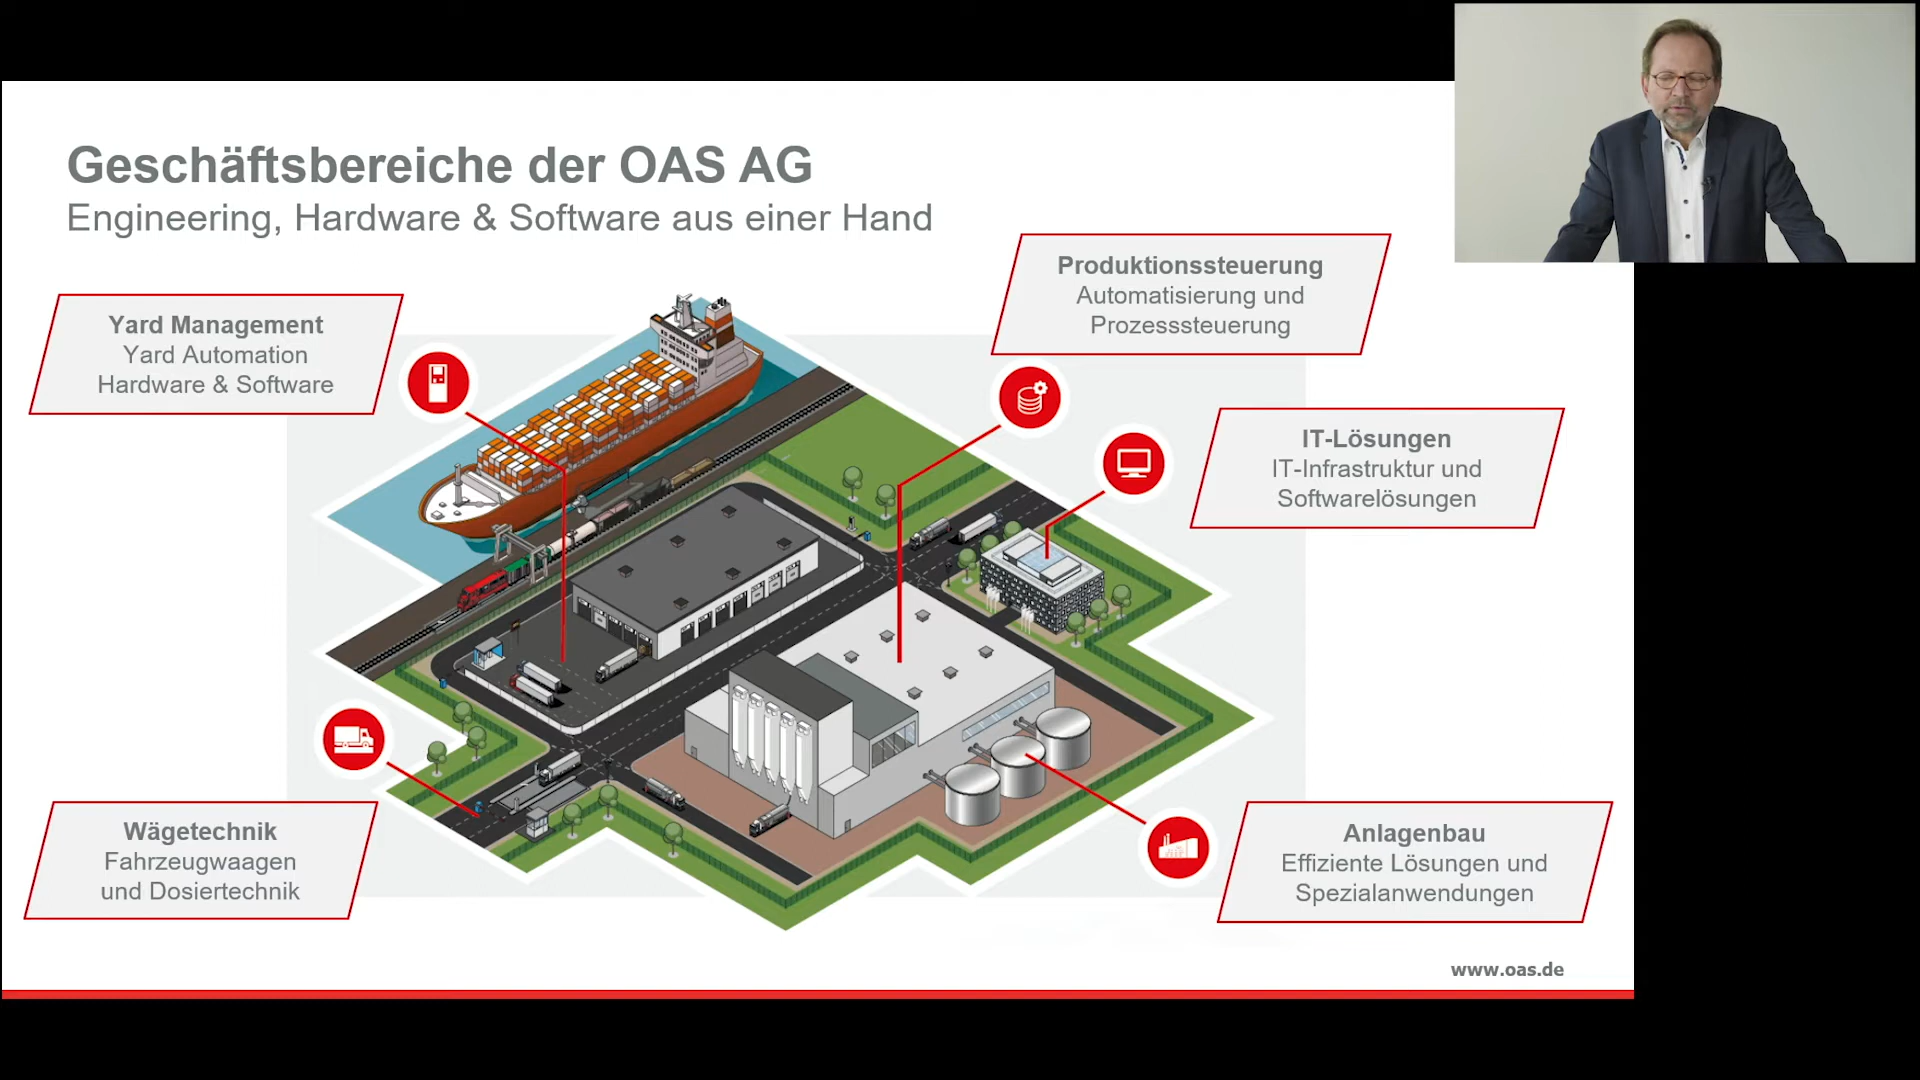 Geschäftsbereiche der OAS AG
Engineering, Hardware & Software aus einer Hand
Yard Management
Yard Automation
Hardware & Software
Produktionssteuerung
Automatisierung und
Prozesssteuerung
IT-Lösungen
IT-Infrastruktur und
Softwarelösungen
Wägetechnik
Fahrzeugwaagen
und Dosiertechnik
Anlagenbau
Effiziente Lösungen und
Spezialanwendungen
www.oas.de